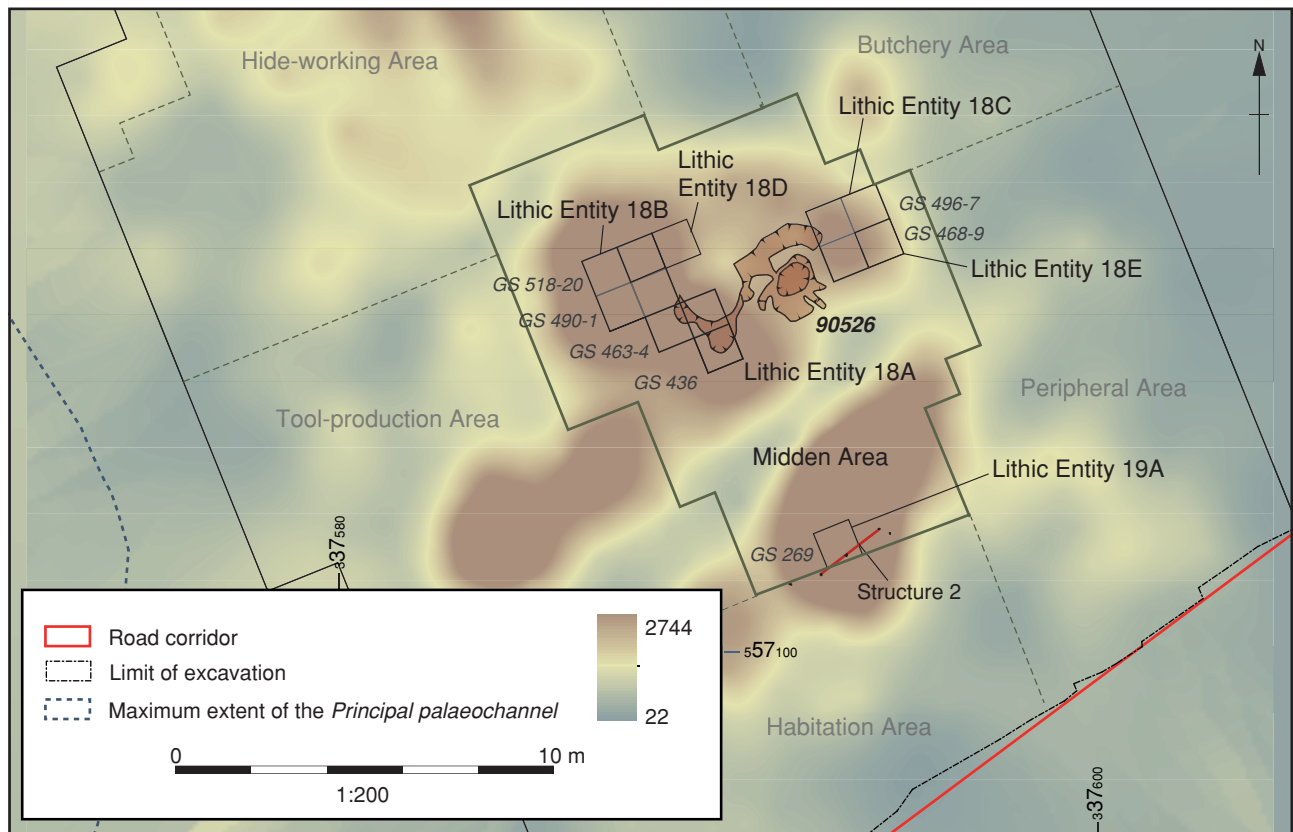 Hide-working Area
Butchery Area
N
Lithic Entity 18C
Lithic
Entity 18D
Lithic Entity 18B
GS 496-7
GS 468-9
Lithic Entity 18E
GS 518-20
GS 490-1
90526
GS 463-4
GS 436
Lithic Entity 18A
Peripheral Area
Tool-production Area
Midden Area
Lithic Entity 19A
337580
GS 269
Structure 2
557100
Habitation Area
337600
Road corridor
Limit of excavation
Maximum extent of the Principal palaeochannel
2744
22
0
10 m
1:200